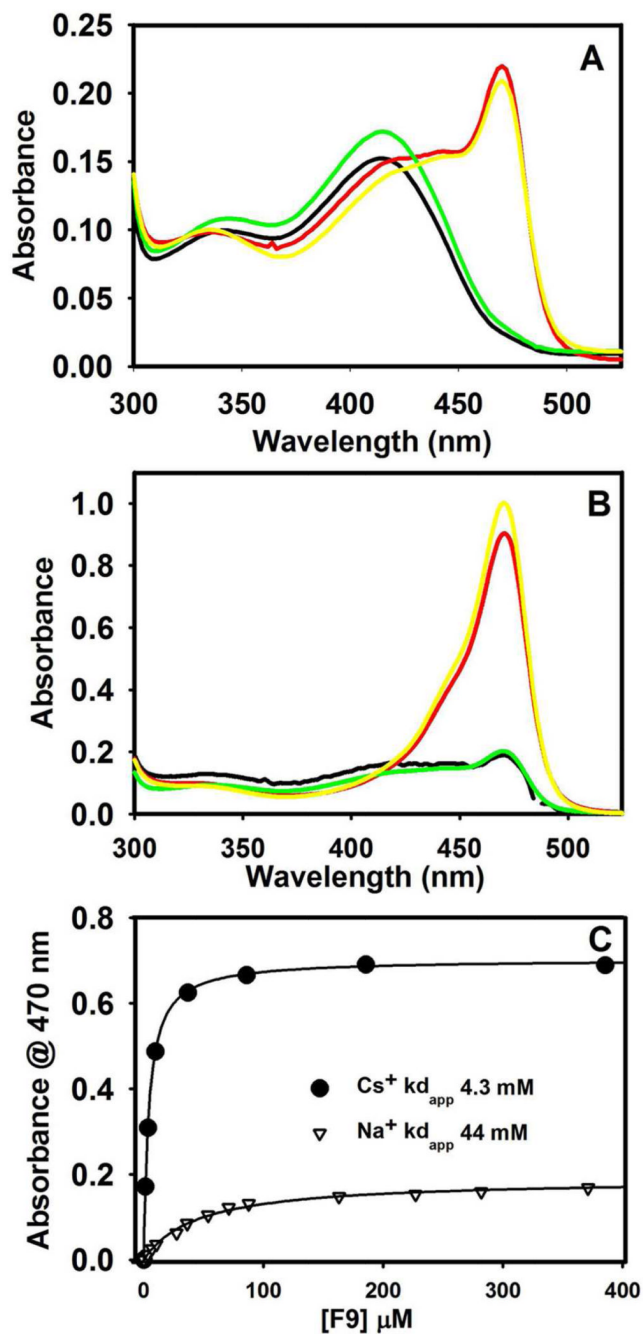 A
0.25
0.20
0.15
0.10
0.05
0.00
Absorbance
300 350 400 450 500
Wavelength (nm)
B
1.0
0.8
0.6
0.4
0.2
0.0
Absorbance
300 350 400 450 500
Wavelength (nm)
C
0.8
0.6
0.4
0.2
0.0
Absorbance @ 470 nm
Cs⁺ kd_app 4.3 mM
Na⁺ kd_app 44 mM
0 100 200 300 400
[F9] µM